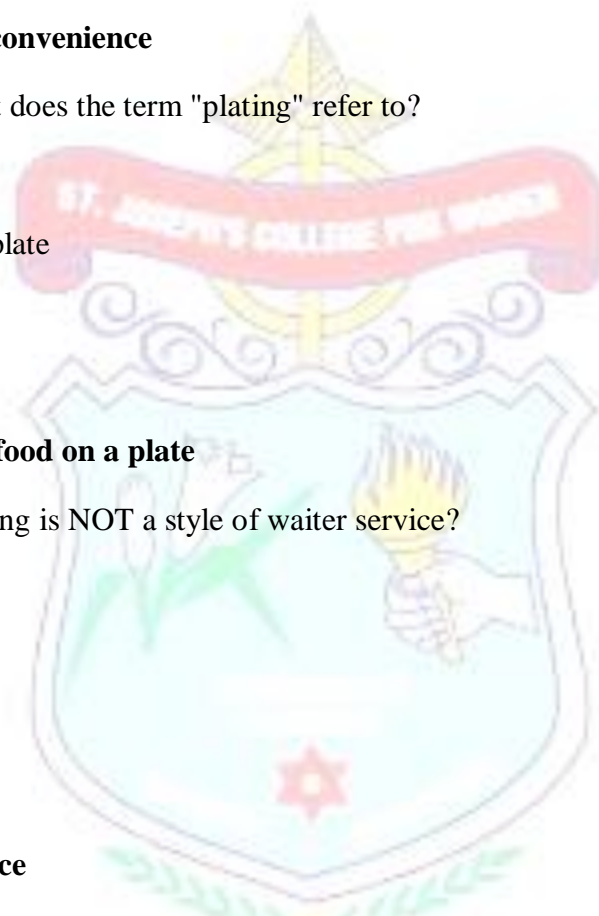 convenience
does the term "plating" refer to?
ST. JOSEPH'S COLLEGE FOR WOMEN
plate
food on a plate
ng is NOT a style of waiter service?
ce